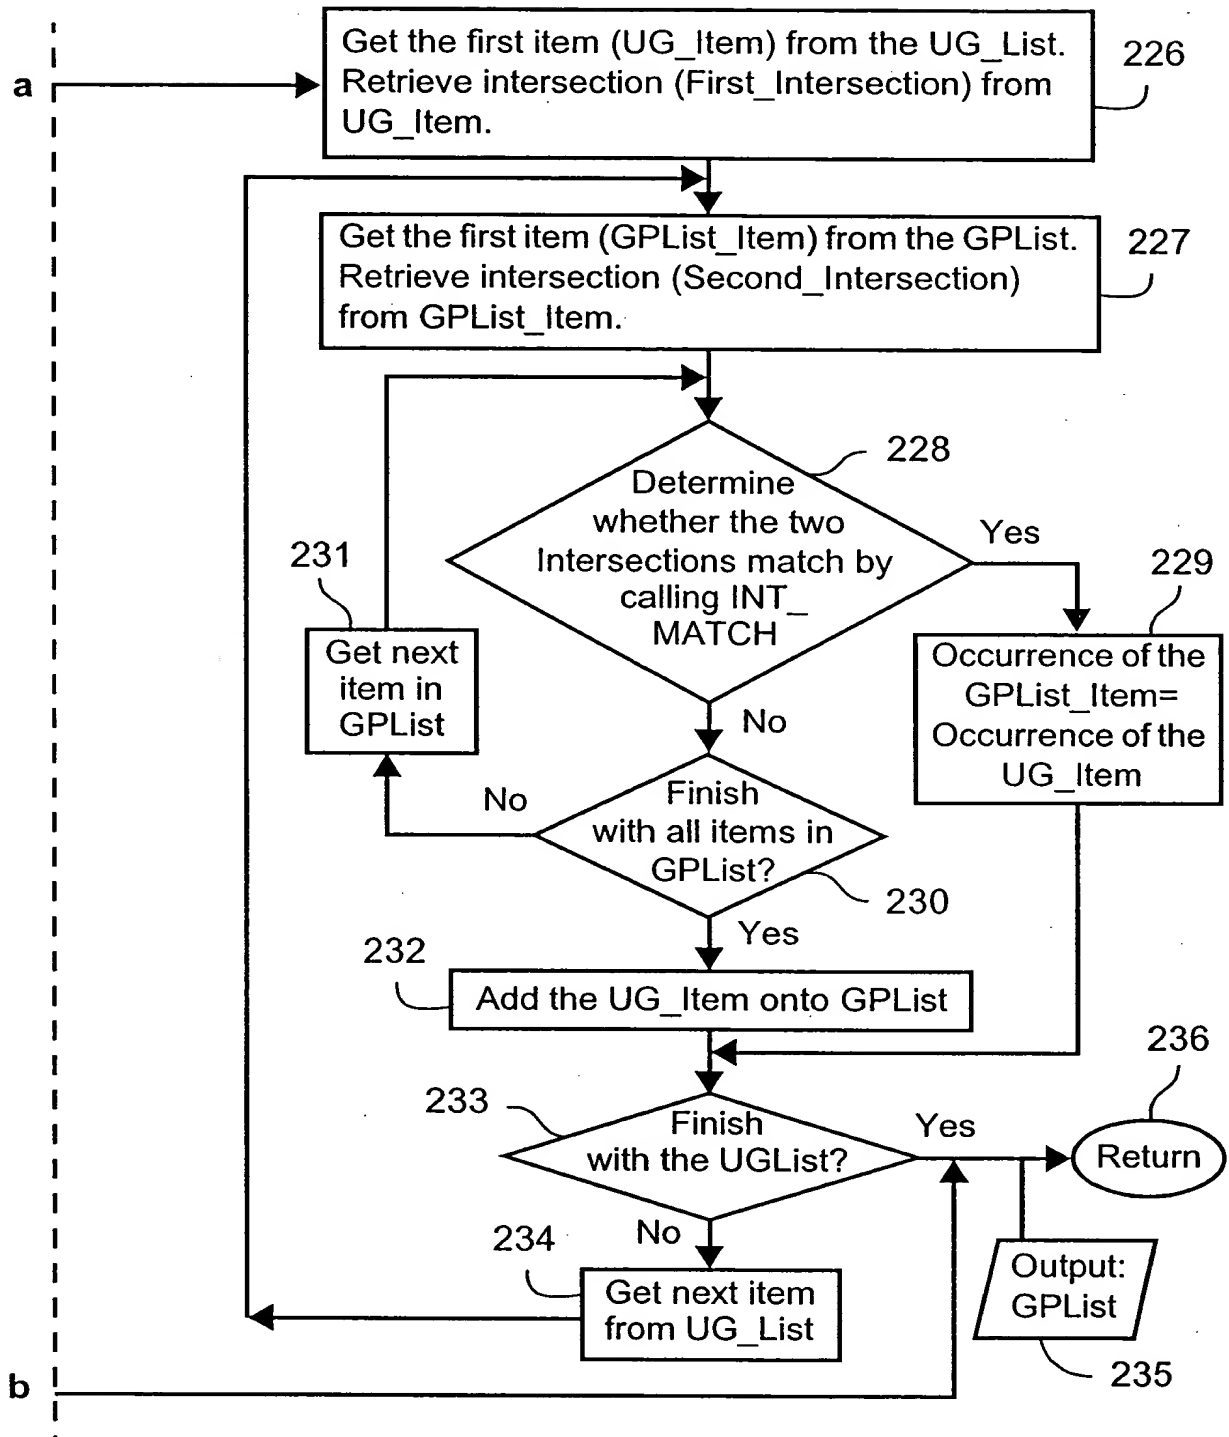 Get the first item (UG_Item) from the UG_List.
Retrieve intersection (First_Intersection) from
UG_Item.
226
a
Get the first item (GPList_Item) from the GPList.
Retrieve intersection (Second_Intersection)
from GPList_Item.
227
228
Determine
whether the two
Intersections match by
calling INT_
MATCH
Yes
231
229
Get next
item in
GPList
Occurrence of the
GPList_Item=
Occurrence of the
UG_Item
No
No
Finish
with all items in
GPList?
230
Yes
232
Add the UG_Item onto GPList
236
233
Finish
with the UGList?
Yes
Return
No
234
Get next item
from UG_List
Output:
GPList
235
b